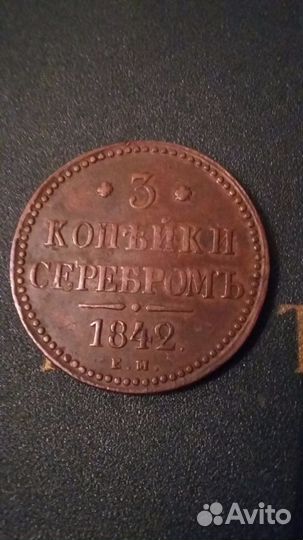 3
КОПѢЙКИ
СЕРЕБРОМЪ
1842.
Е.М.
Т
Avito